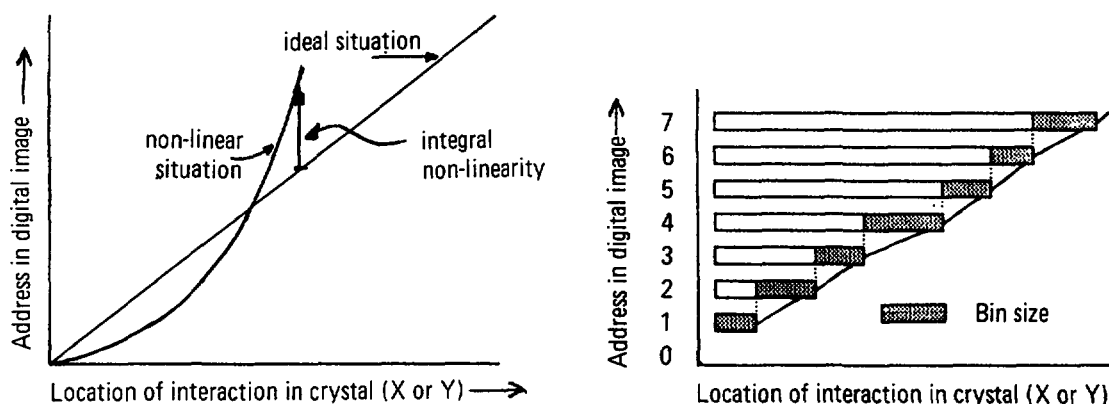 ideal situation
non-linear
situation
integral
non-linearity
Address in digital image
Location of interaction in crystal (X or Y)
7
6
5
4
3
2
1
0
Bin size
Address in digital image
Location of interaction in crystal (X or Y)